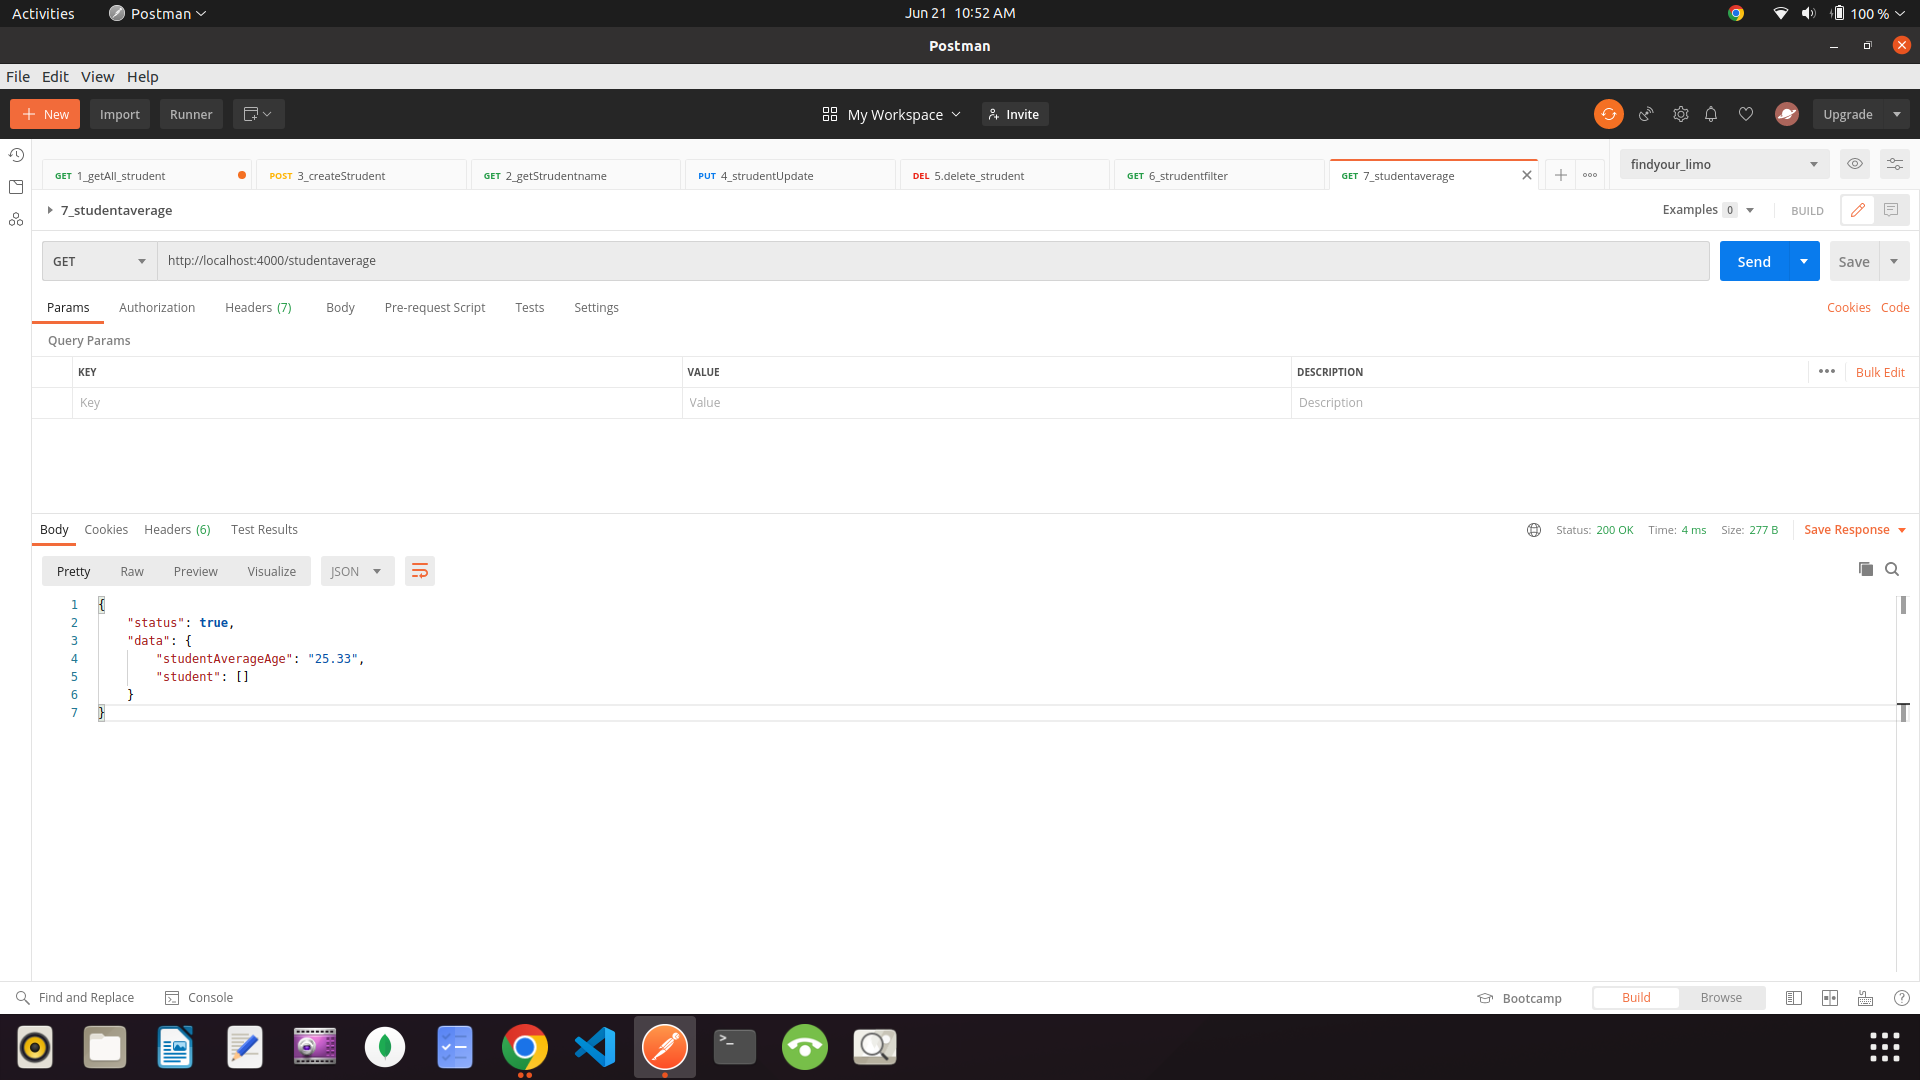 Activities Postman Jun 21 10:52 AM 100 %
Postman
File Edit View Help
New Import Runner My Workspace Invite Upgrade
GET 1_getAll_strudent POST 3_createStrudent GET 2_getStrudentname PUT 4_strudentUpdate DEL 5.delete_strudent GET 6_strudentfilter GET 7_studentaverage findyour_limo
7_studentaverage Examples 0 BUILD
GET http://localhost:4000/studentaverage Send Save
Params Authorization Headers (7) Body Pre-request Script Tests Settings Cookies Code
Query Params
KEY VALUE DESCRIPTION Bulk Edit
Key Value Description
Body Cookies Headers (6) Test Results Status: 200 OK Time: 4 ms Size: 277 B Save Response
Pretty Raw Preview Visualize JSON
1 {
2 "status": true,
3 "data": {
4 "studentAverageAge": "25.33",
5 "student": []
6 }
7 }
Find and Replace Console Bootcamp Build Browse